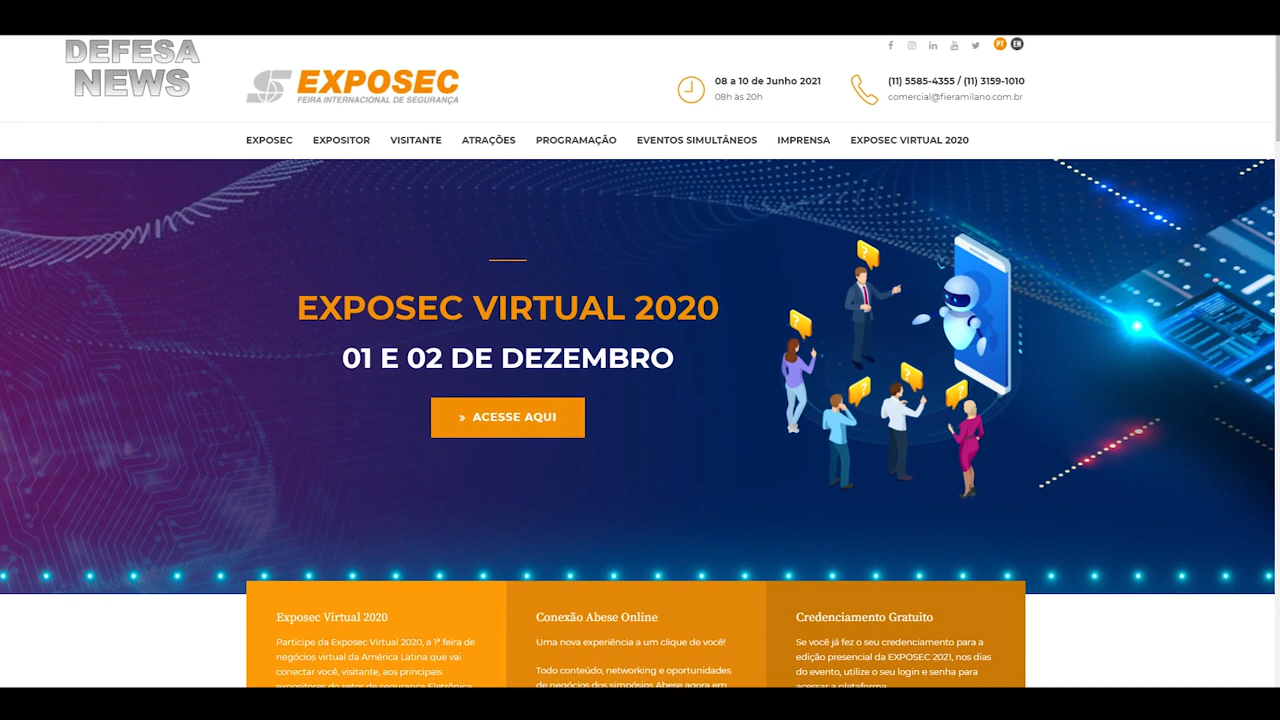 DEFESA
NEWS
PT EN
EXPOSEC
FEIRA INTERNACIONAL DE SEGURANÇA
08 a 10 de Junho 2021
08h às 20h
(11) 5585-4355 / (11) 3159-1010
comercial@fieramilano.com.br
EXPOSEC EXPOSITOR VISITANTE ATRAÇÕES PROGRAMAÇÃO EVENTOS SIMULTÂNEOS IMPRENSA EXPOSEC VIRTUAL 2020
EXPOSEC VIRTUAL 2020
01 E 02 DE DEZEMBRO
» ACESSE AQUI
Exposec Virtual 2020
Participe da Exposec Virtual 2020, a 1ª feira de
negócios virtual da América Latina que vai
conectar você, visitante, aos principais
expositores do setor de segurança Eletrônica
Conexão Abese Online
Uma nova experiência a um clique de você!
Todo conteúdo, networking e oportunidades
de negócios dos simpósios Abese agora em
Credenciamento Gratuito
Se você já fez o seu credenciamento para a
edição presencial da EXPOSEC 2021, nos dias
do evento, utilize o seu login e senha para
acessar a plataforma